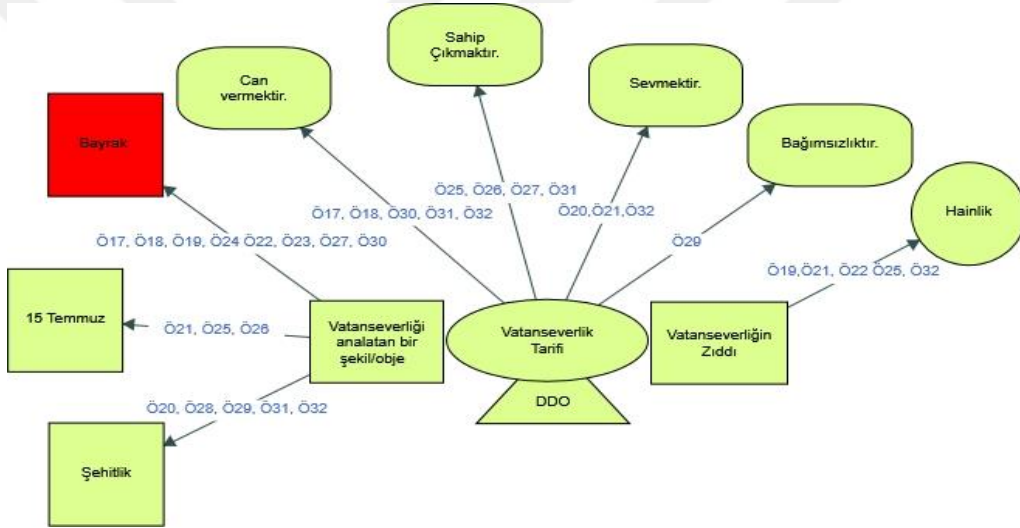 Sahip
Çıkmaktır.
Can
vermektir.
Sevmektir.
Bayrak
Bağımsızlıktır.
Hainlik
Ö25, Ö26, Ö27, Ö31
Ö17, Ö18, Ö30, Ö31, Ö32
Ö20,Ö21,Ö32
Ö17, Ö18, Ö19, Ö24 Ö22, Ö23, Ö27, Ö30
Ö29
Ö19,Ö21, Ö22 Ö25, Ö32
15 Temmuz
Ö21, Ö25, Ö26
Vatanseverliği
analatan bir
şekil/obje
Vatanseverlik
Tarifi
Vatanseverliğin
Zıddı
DDO
Ö20, Ö28, Ö29, Ö31, Ö32
Şehitlik